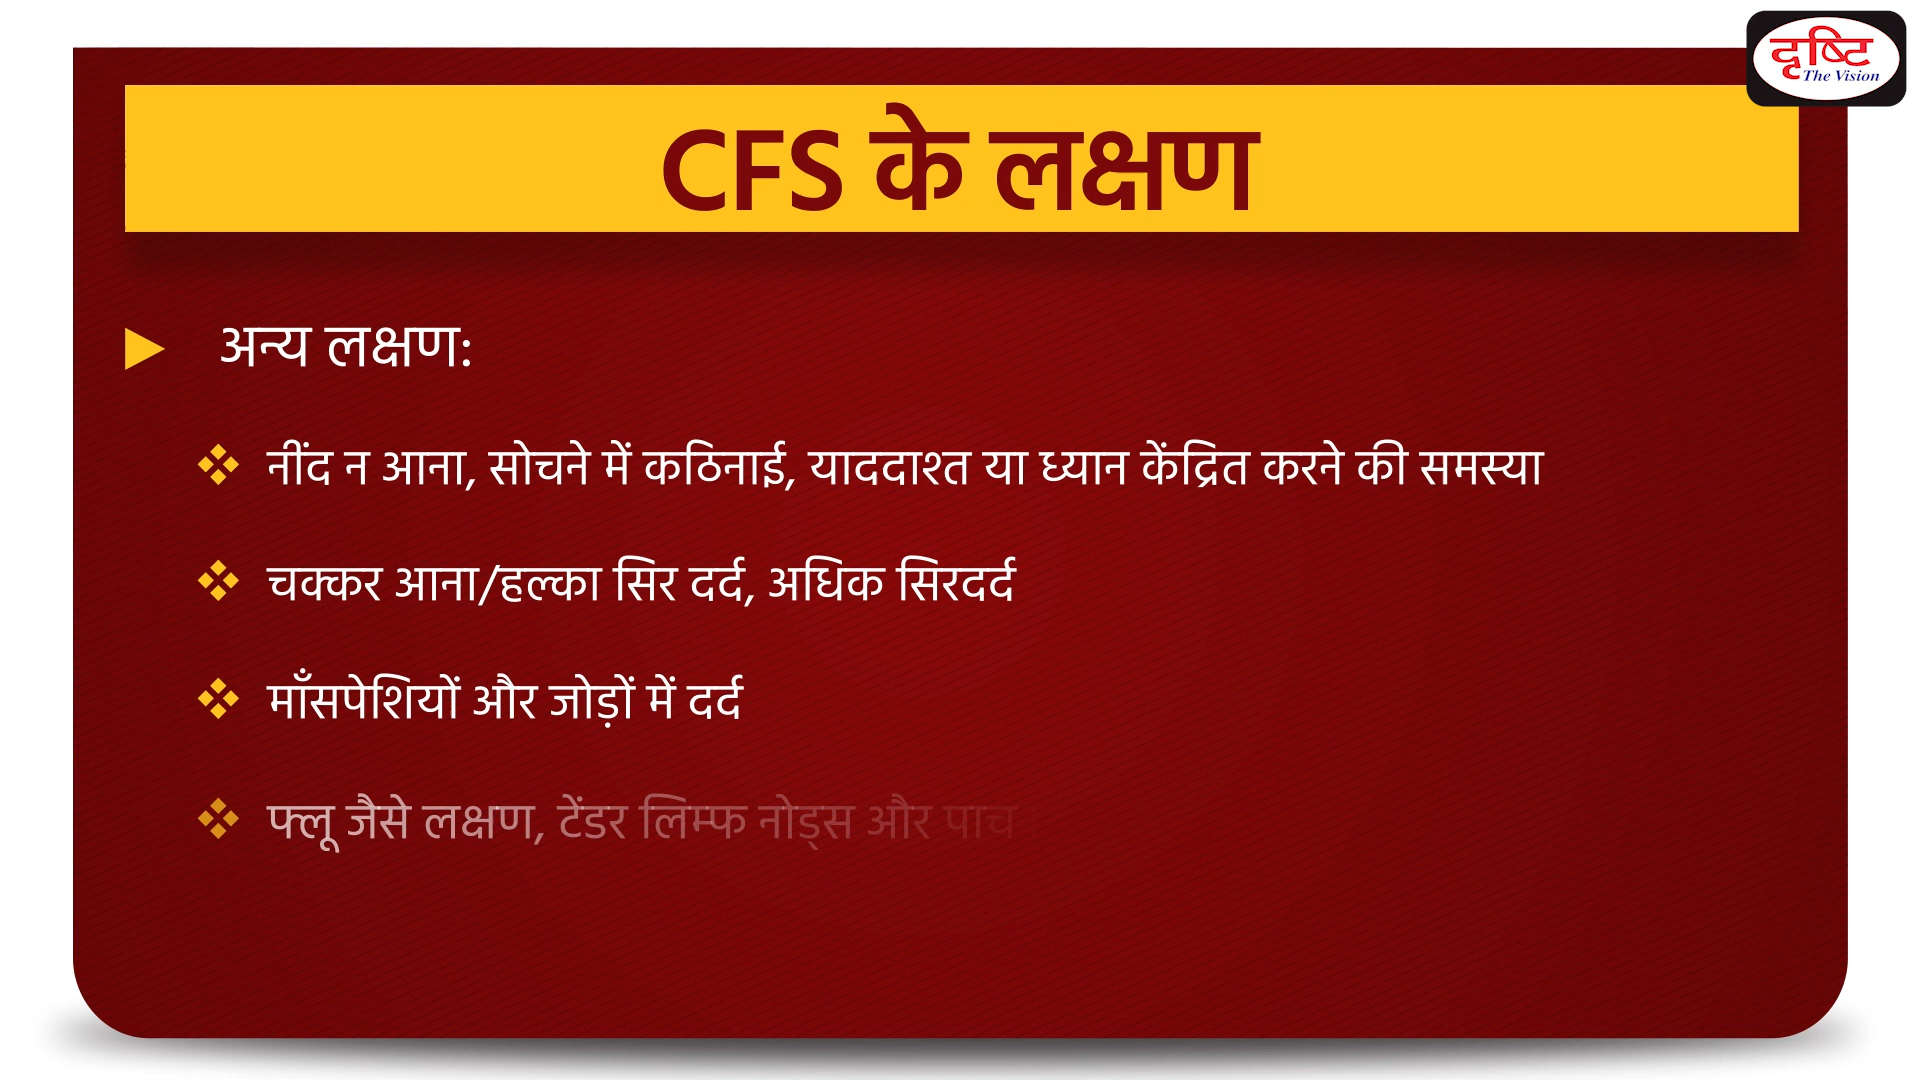 दृष्टि
The Vision
CFS के लक्षण
अन्य लक्षण:
नींद न आना, सोचने में कठिनाई, याददाश्त या ध्यान केंद्रित करने की समस्या
चक्कर आना/हल्का सिर दर्द, अधिक सिरदर्द
माँसपेशियों और जोड़ों में दर्द
फ्लू जैसे लक्षण, टेंडर लिम्फ नोड्स और